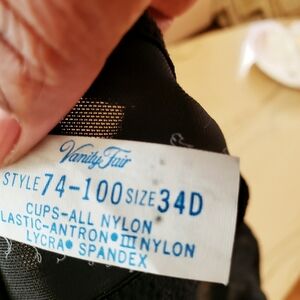 Vanity Fair
STYLE 74-100 SIZE 34D
CUPS-ALL NYLON
LASTIC-ANTRON® III NYLON
LYCRA® SPANDEX